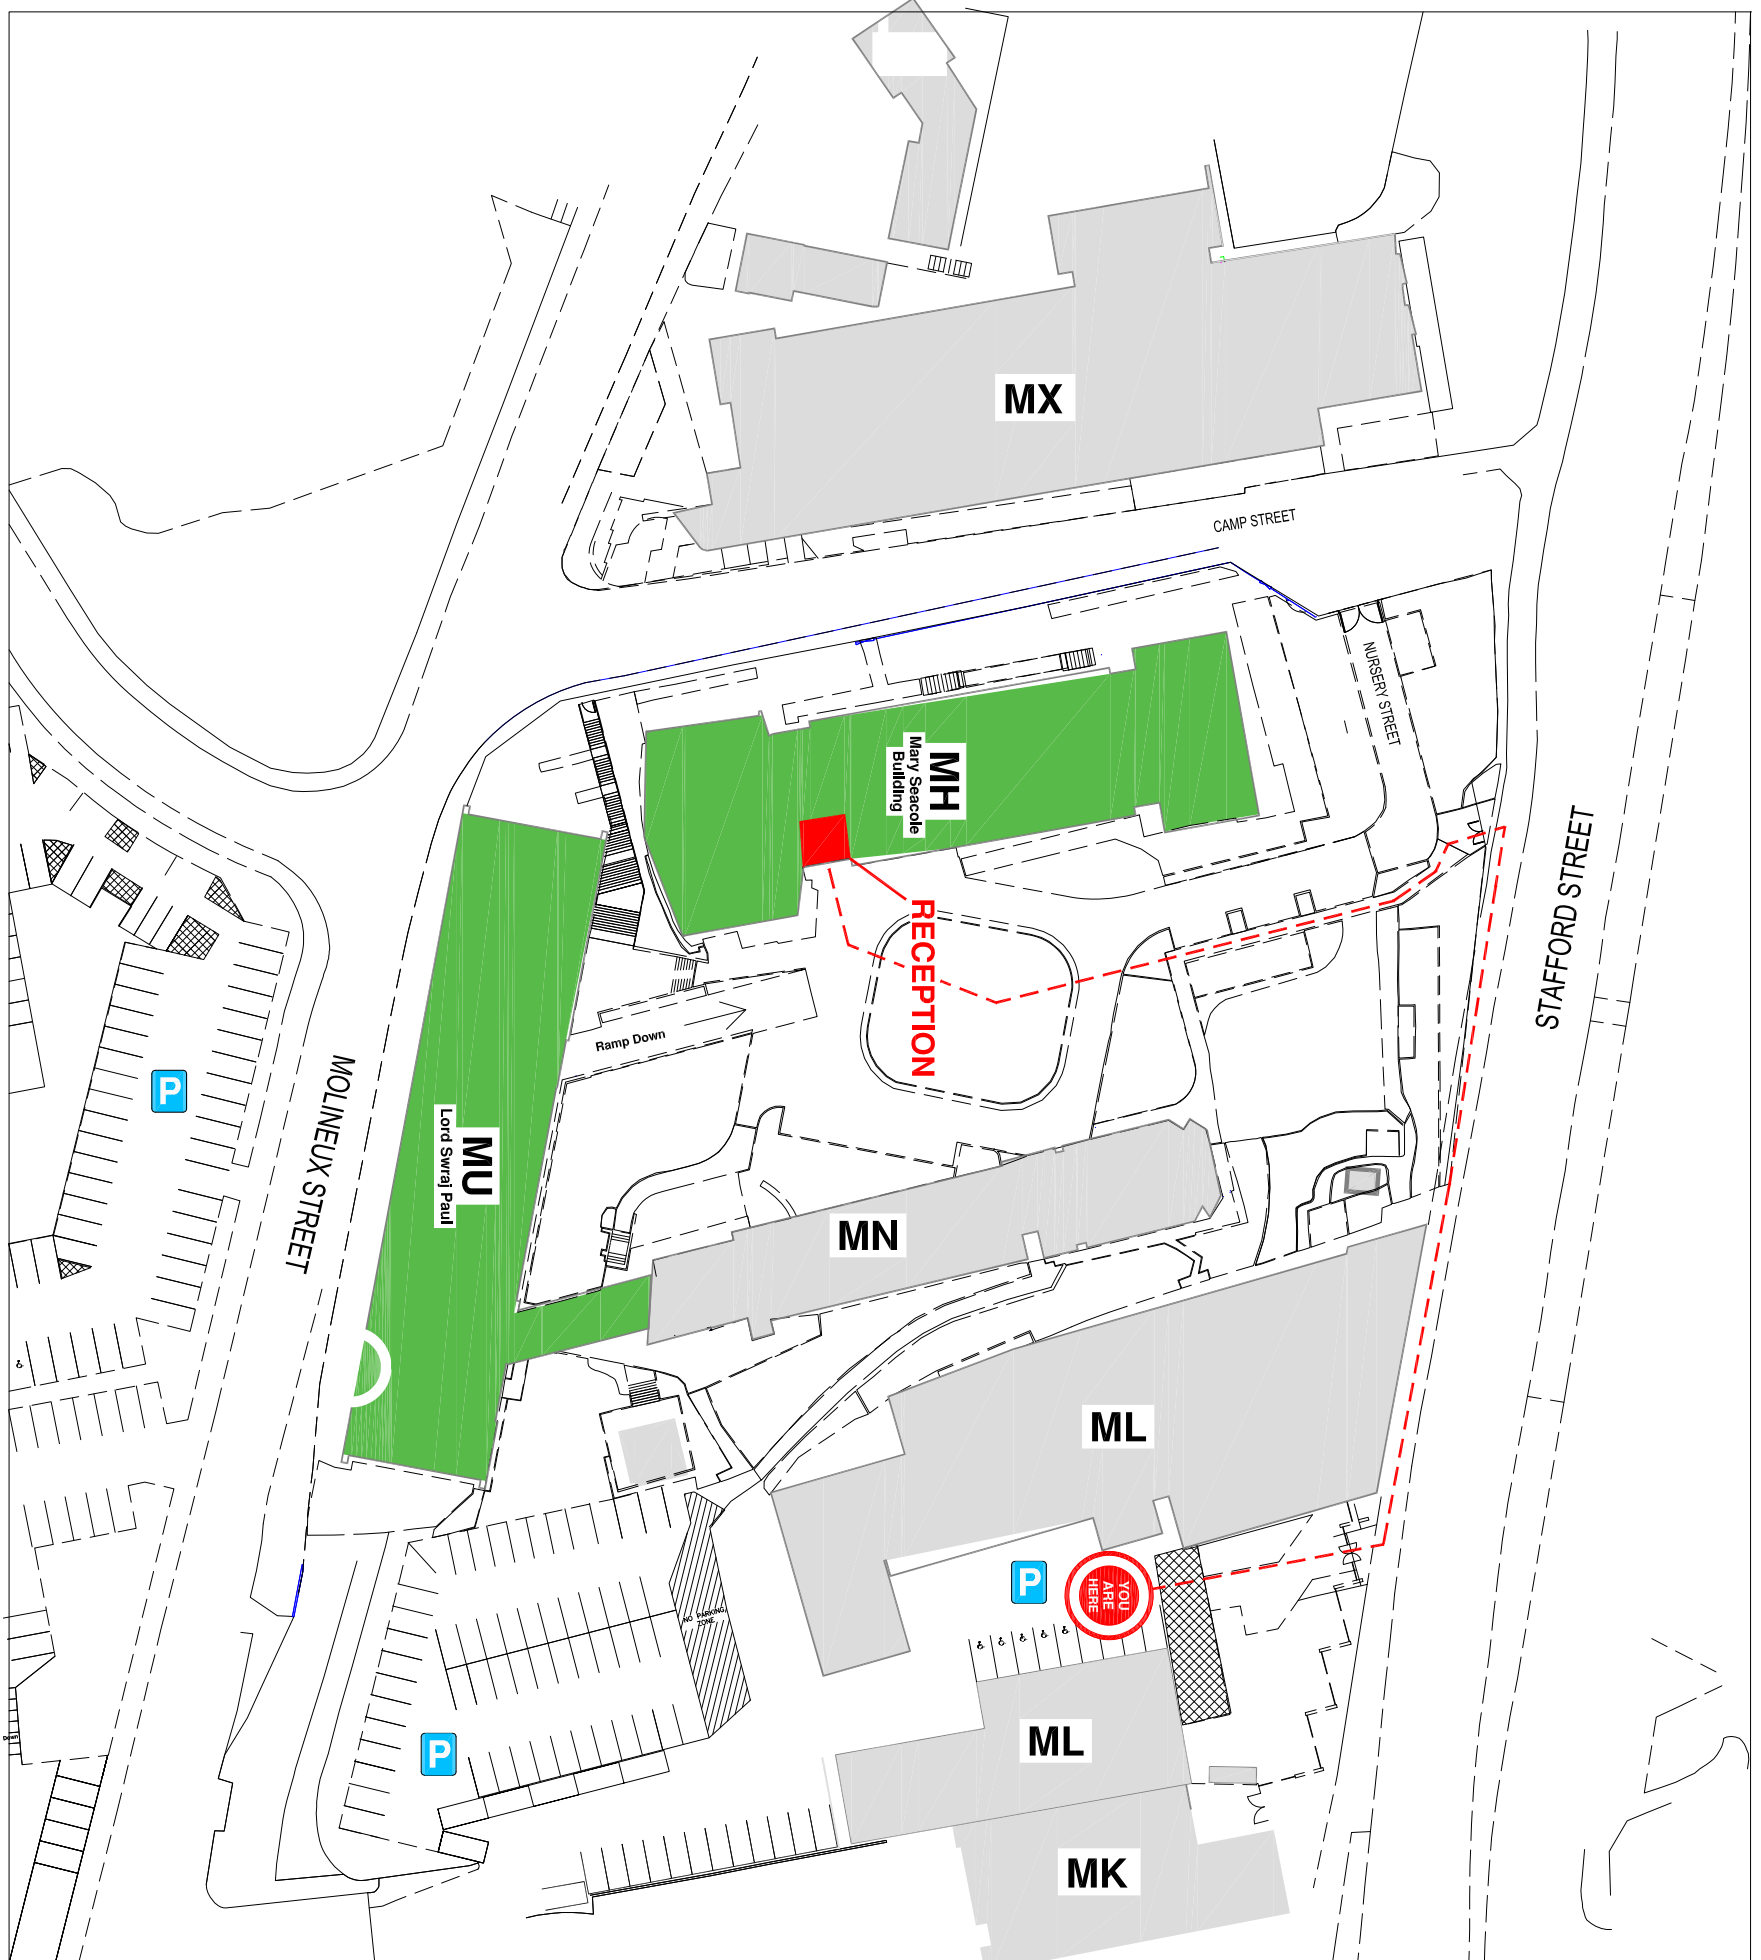 MX
CAMP STREET
NURSERY STREET
MH
Mary Seacole
Building
STAFFORD STREET
RECEPTION
Ramp Down
P
MOLINEUX STREET
MU
Lord Swraj Paul
MN
ML
P
YOU
ARE
HERE
NO PARKING
ZONE
ML
P
Down
MK